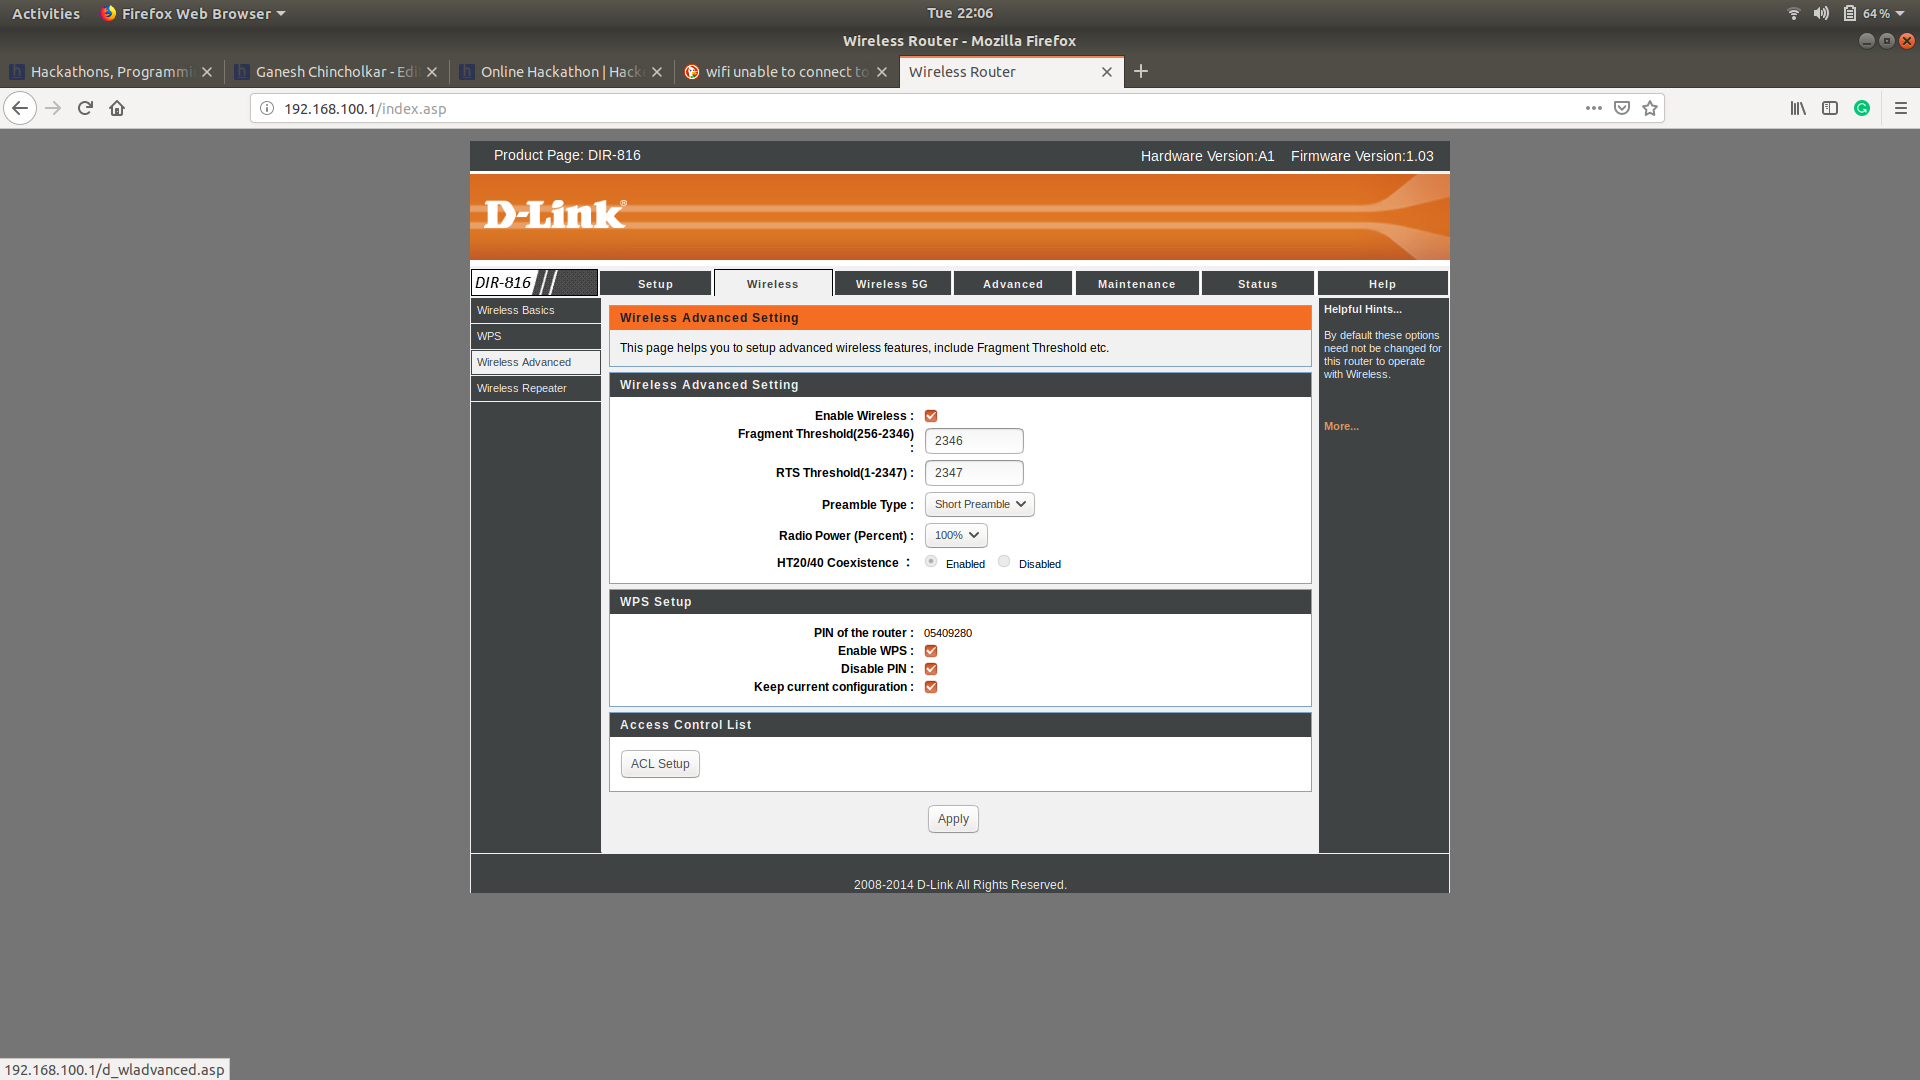 Activities
Firefox Web Browser
Tue 22:06
64 %
Wireless Router - Mozilla Firefox
Hackathons, Programmi
Ganesh Chincholkar - Edi
Online Hackathon | Hack
wifi unable to connect to
Wireless Router
192.168.100.1/index.asp
Product Page: DIR-816
Hardware Version:A1
Firmware Version:1.03
D-Link®
DIR-816
Setup
Wireless
Wireless 5G
Advanced
Maintenance
Status
Help
Wireless Basics
WPS
Wireless Advanced
Wireless Repeater
Wireless Advanced Setting
This page helps you to setup advanced wireless features, include Fragment Threshold etc.
Wireless Advanced Setting
Enable Wireless :
Fragment Threshold(256-2346)
: 2346
RTS Threshold(1-2347) : 2347
Preamble Type : Short Preamble
Radio Power (Percent) : 100%
HT20/40 Coexistence : Enabled Disabled
WPS Setup
PIN of the router : 05409280
Enable WPS :
Disable PIN :
Keep current configuration :
Access Control List
ACL Setup
Apply
Helpful Hints...
By default these options
need not be changed for
this router to operate
with Wireless.
More...
2008-2014 D-Link All Rights Reserved.
192.168.100.1/d_wladvanced.asp